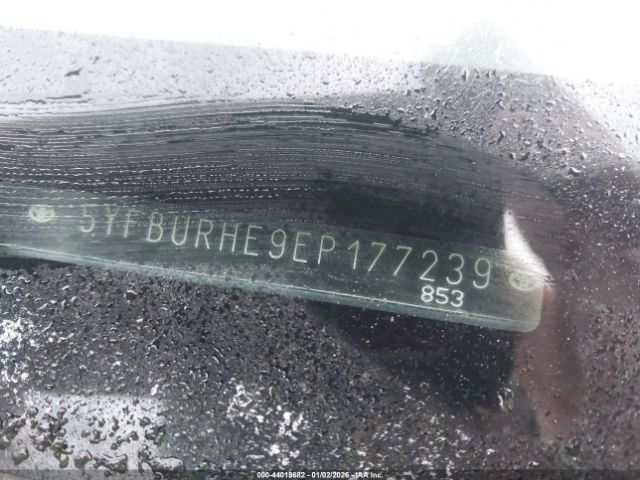 5YFBURHE9EP177239
853
000-44018682 - 01/02/2026 - IAA Inc.